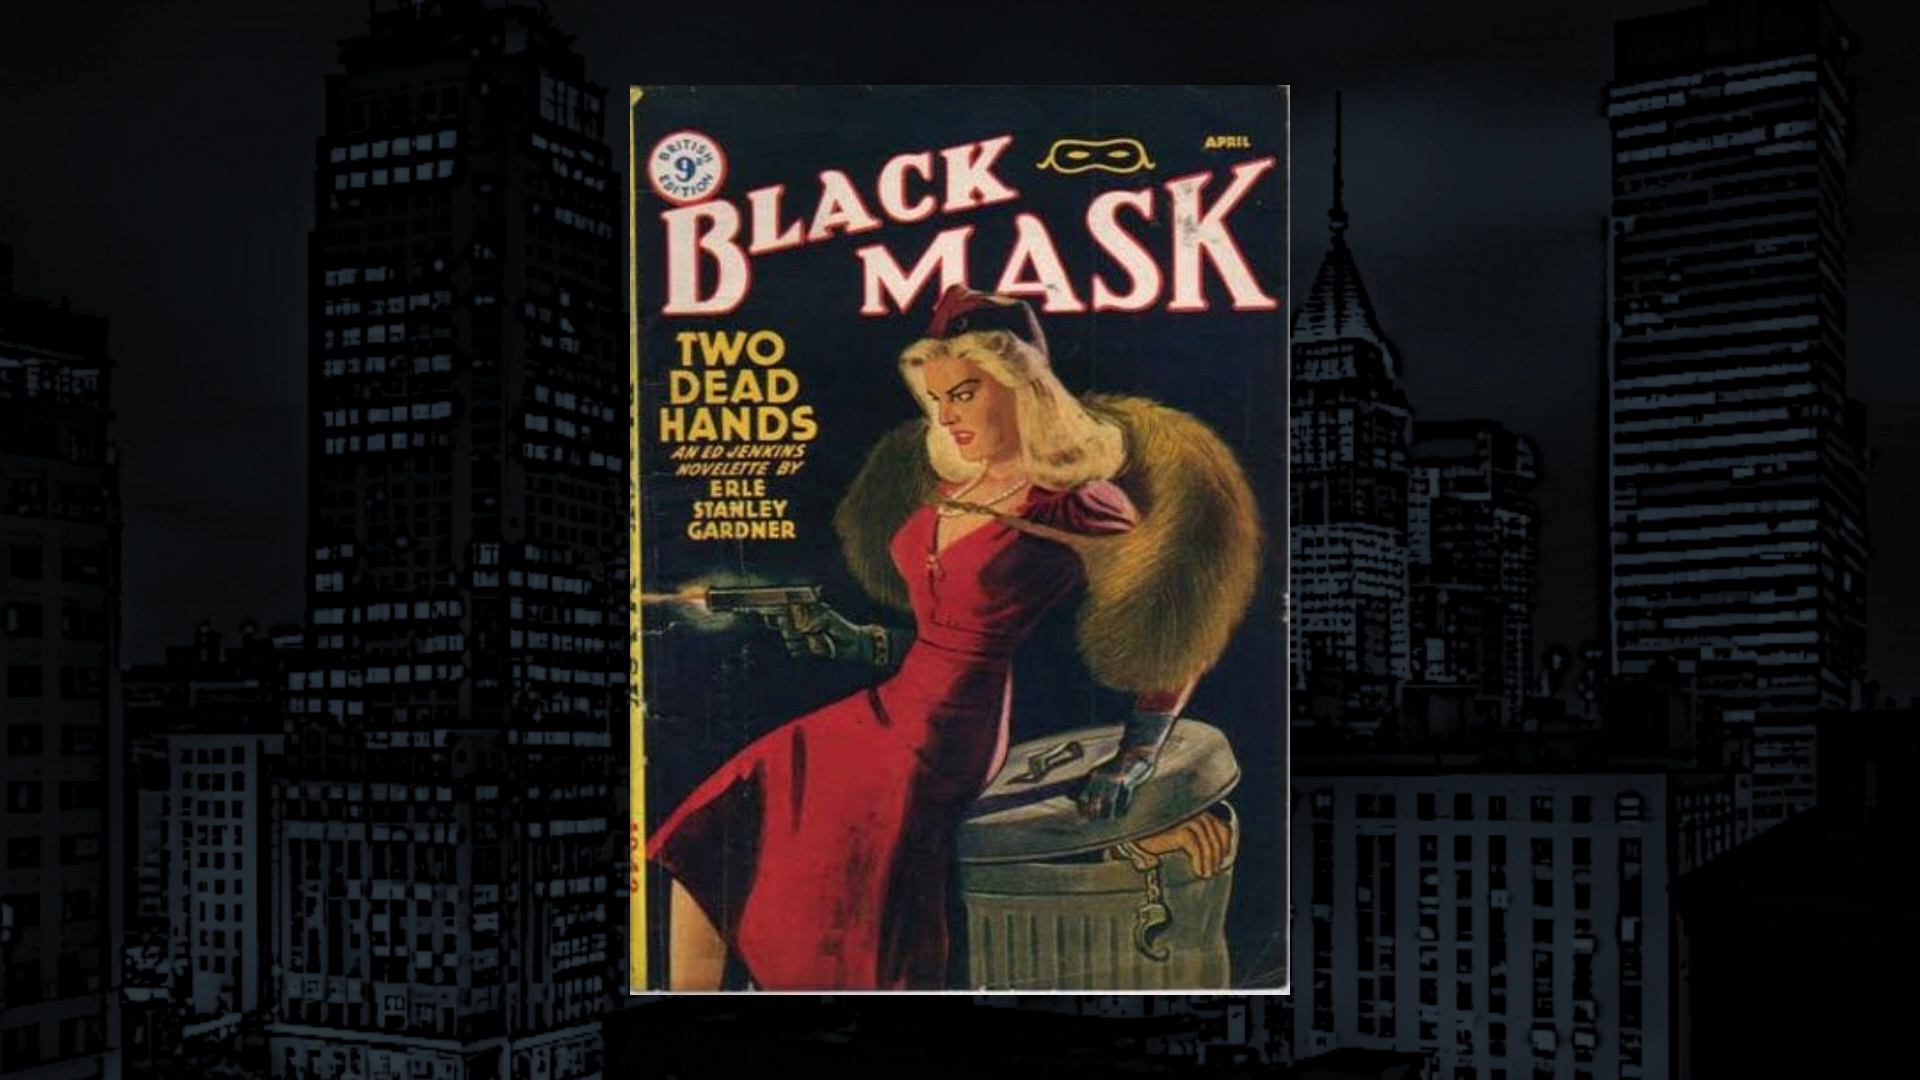 BRITISH
9ᴰ
EDITION
APRIL
BLACK
MASK
TWO
DEAD
HANDS
AN ED JENKINS
NOVELETTE BY
ERLE
STANLEY
GARDNER